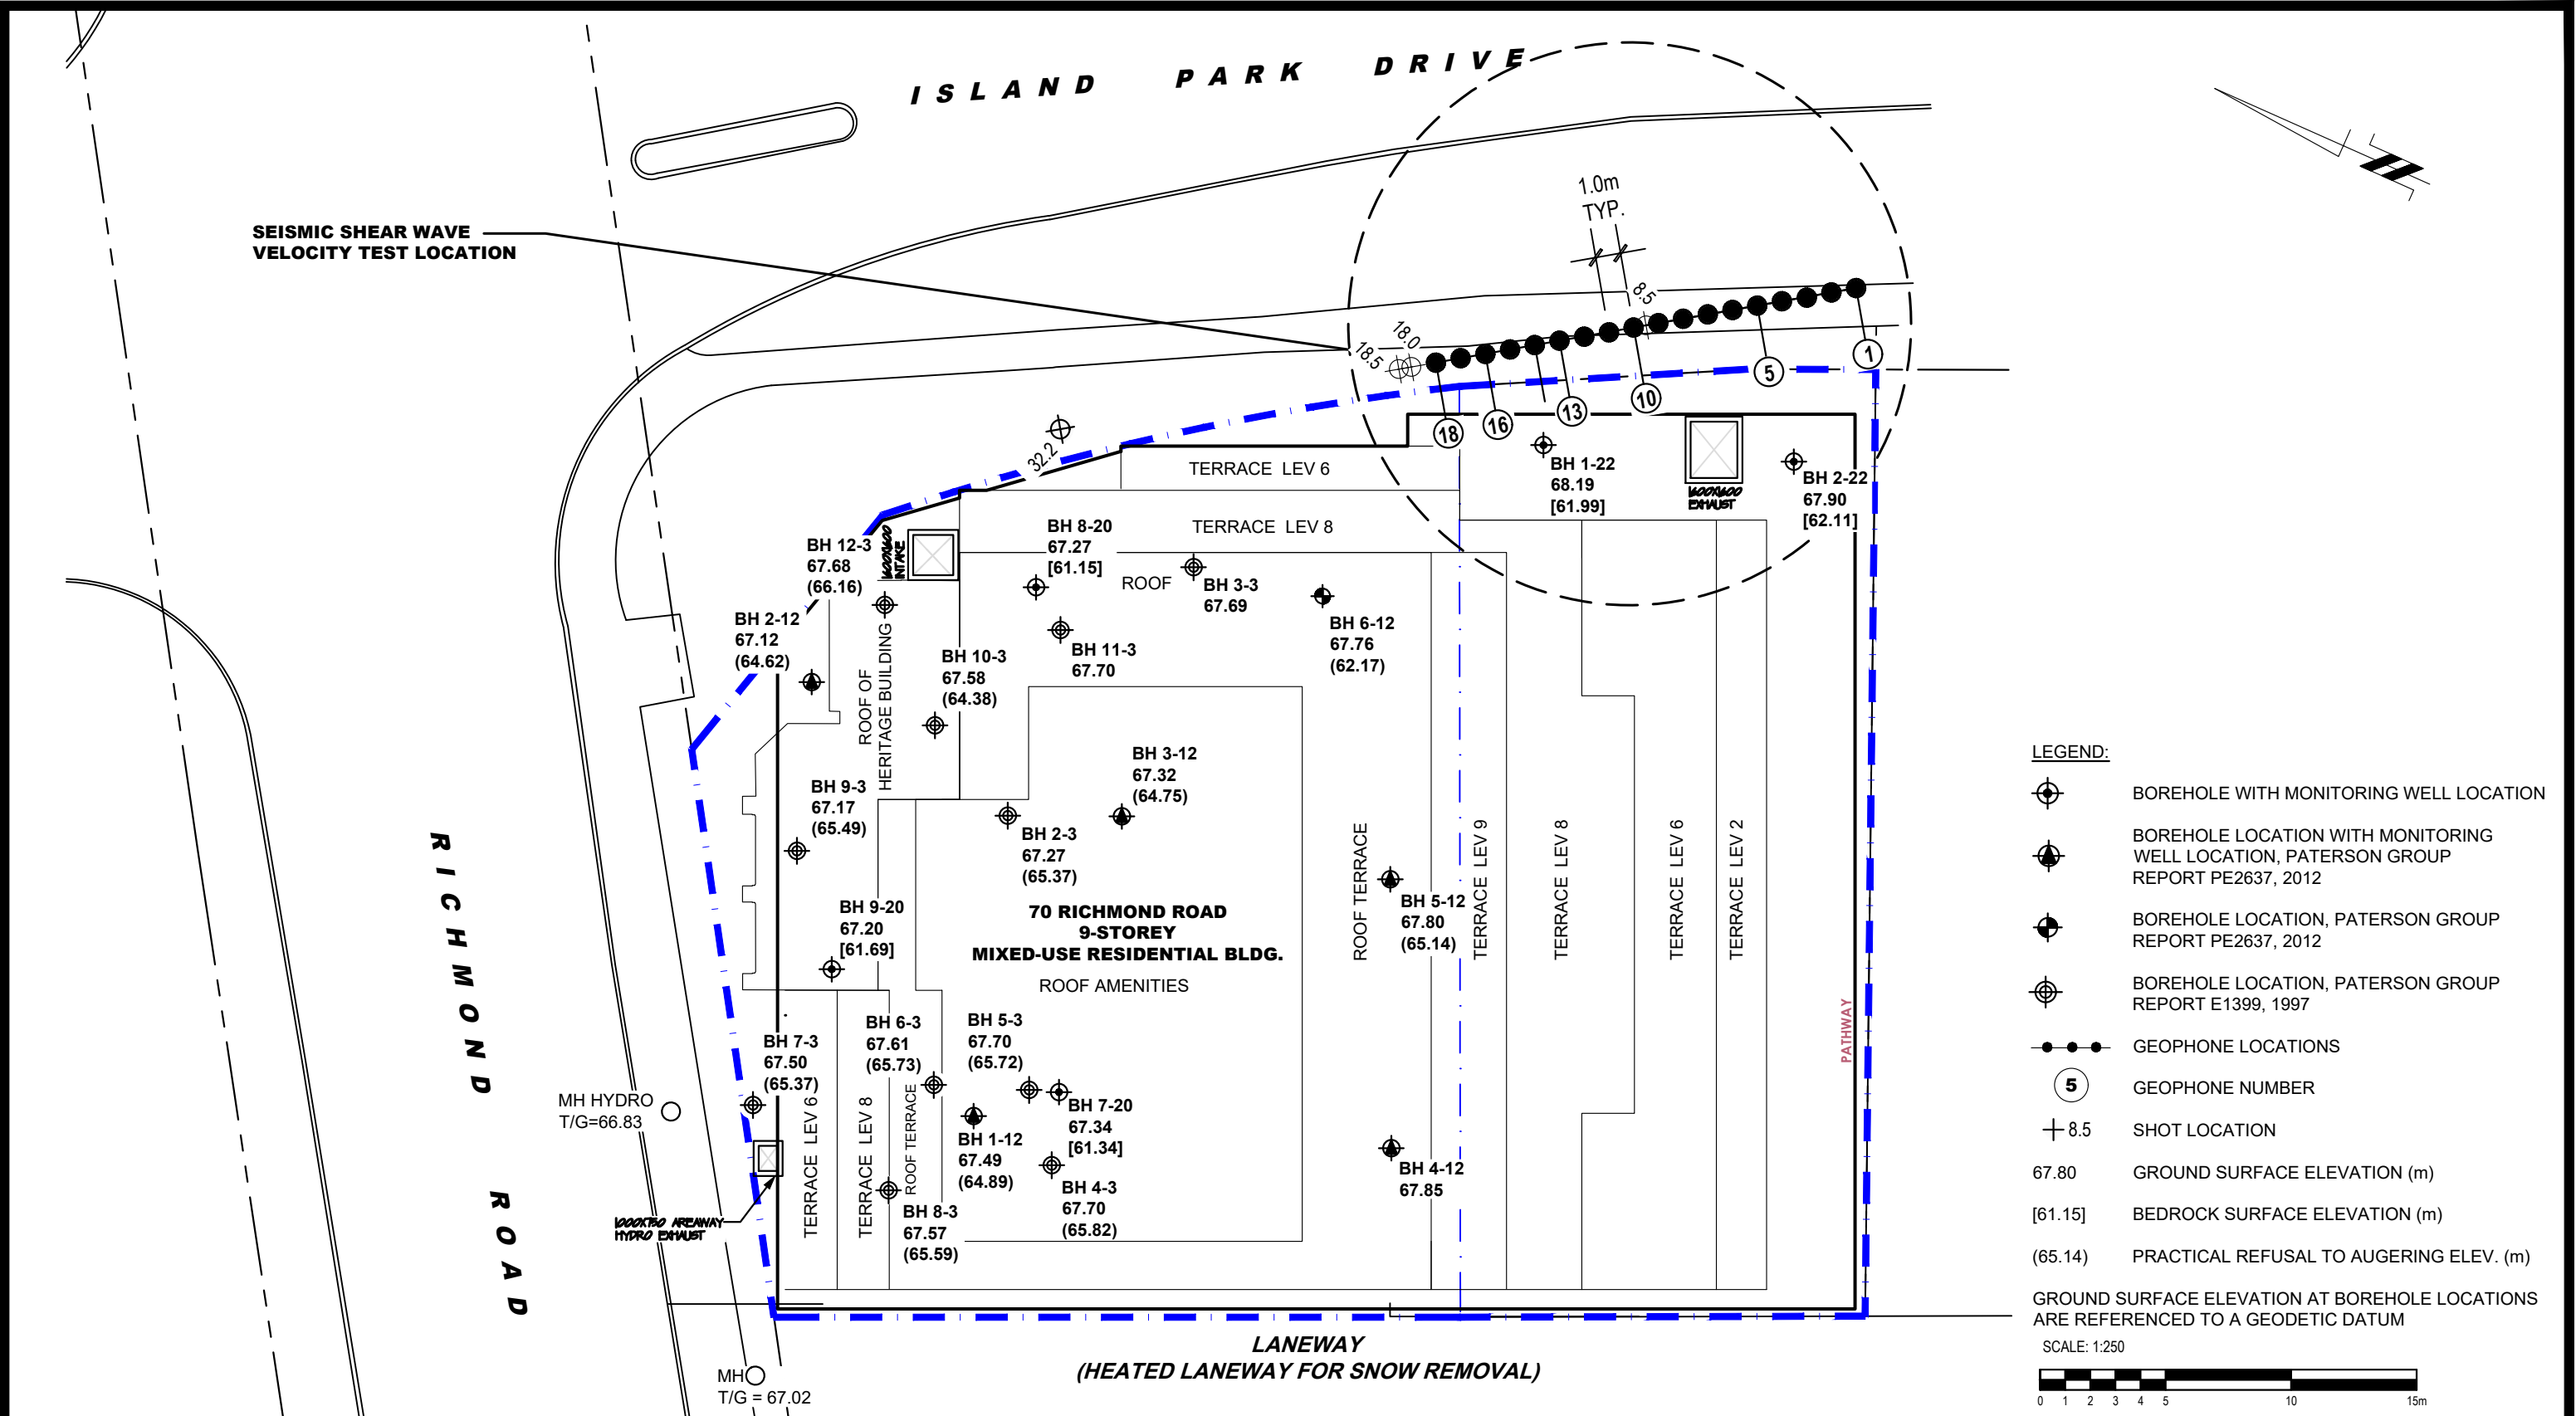 ISLAND PARK DRIVE
SEISMIC SHEAR WAVE
VELOCITY TEST LOCATION
1.0m
TYP.
8.5
18.0
18.5
32.2
1
5
10
13
16
18
TERRACE LEV 6
TERRACE LEV 8
ROOF
BH 1-22
68.19
[61.99]
1600X1600
EXHAUST
BH 2-22
67.90
[62.11]
BH 8-20
67.27
[61.15]
BH 3-3
67.69
BH 12-3
67.68
(66.16)
1600X1600
INTAKE
BH 2-12
67.12
(64.62)
BH 6-12
67.76
(62.17)
BH 11-3
67.70
BH 10-3
67.58
(64.38)
ROOF OF
HERITAGE BUILDING
BH 3-12
67.32
(64.75)
BH 9-3
67.17
(65.49)
BH 2-3
67.27
(65.37)
BH 5-12
67.80
(65.14)
BH 9-20
67.20
[61.69]
70 RICHMOND ROAD
9-STOREY
MIXED-USE RESIDENTIAL BLDG.
ROOF AMENITIES
ROOF TERRACE
TERRACE LEV 9
TERRACE LEV 8
TERRACE LEV 6
TERRACE LEV 2
PATHWAY
BH 7-3
67.50
(65.37)
BH 6-3
67.61
(65.73)
BH 5-3
67.70
(65.72)
BH 7-20
67.34
[61.34]
BH 1-12
67.49
(64.89)
BH 4-3
67.70
(65.82)
BH 8-3
67.57
(65.59)
BH 4-12
67.85
TERRACE LEV 6
TERRACE LEV 8
ROOF TERRACE
MH HYDRO
T/G=66.83
1000X750 AREAWAY
HYDRO EXHAUST
MH
T/G = 67.02
RICHMOND ROAD
LANEWAY
(HEATED LANEWAY FOR SNOW REMOVAL)
LEGEND:
BOREHOLE WITH MONITORING WELL LOCATION
BOREHOLE LOCATION WITH MONITORING
WELL LOCATION, PATERSON GROUP
REPORT PE2637, 2012
BOREHOLE LOCATION, PATERSON GROUP
REPORT PE2637, 2012
BOREHOLE LOCATION, PATERSON GROUP
REPORT E1399, 1997
GEOPHONE LOCATIONS
5 GEOPHONE NUMBER
8.5 SHOT LOCATION
67.80 GROUND SURFACE ELEVATION (m)
[61.15] BEDROCK SURFACE ELEVATION (m)
(65.14) PRACTICAL REFUSAL TO AUGERING ELEV. (m)
GROUND SURFACE ELEVATION AT BOREHOLE LOCATIONS
ARE REFERENCED TO A GEODETIC DATUM
SCALE: 1:250
0 1 2 3 4 5 10 15m